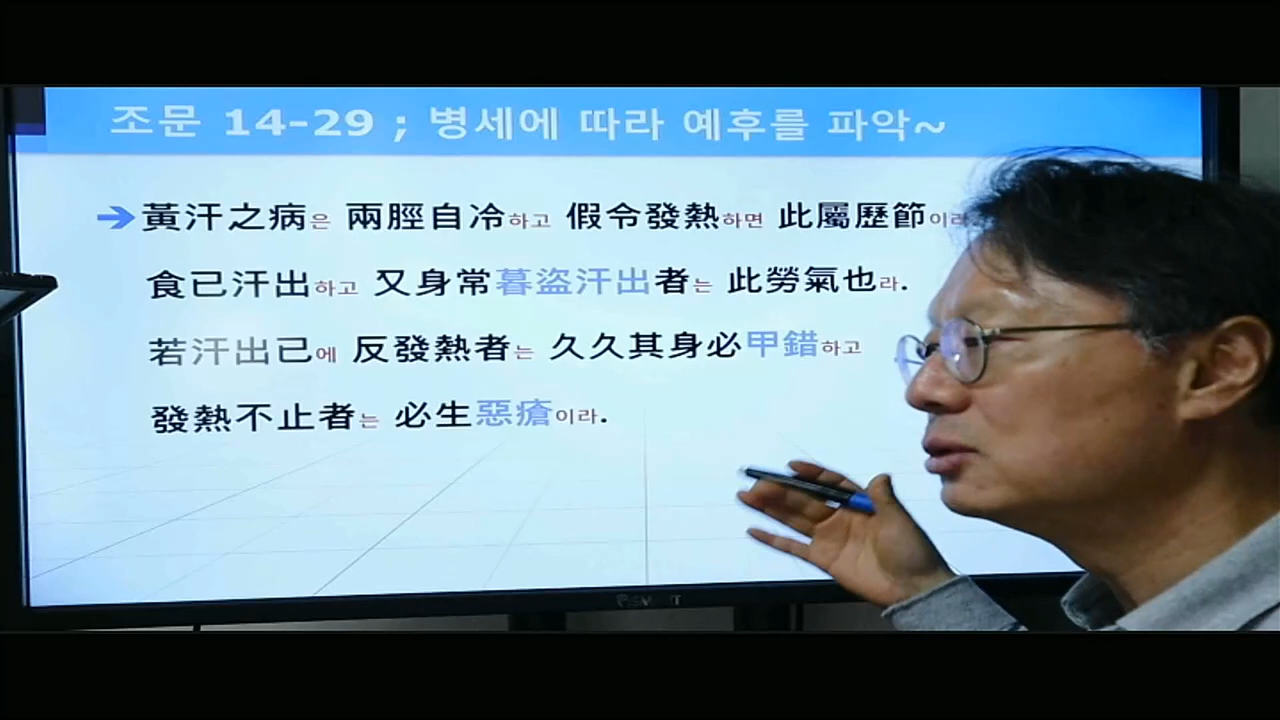 조문 14-29 ; 병세에 따라 예후를 파악~
➔黃汗之病은 兩脛自冷하고 假令發熱하면 此屬歷節이라.
食已汗出하고 又身常暮盜汗出者는 此勞氣也라.
若汗出已에 反發熱者는 久久其身必甲錯하고
發熱不止者는 必生惡瘡이라.